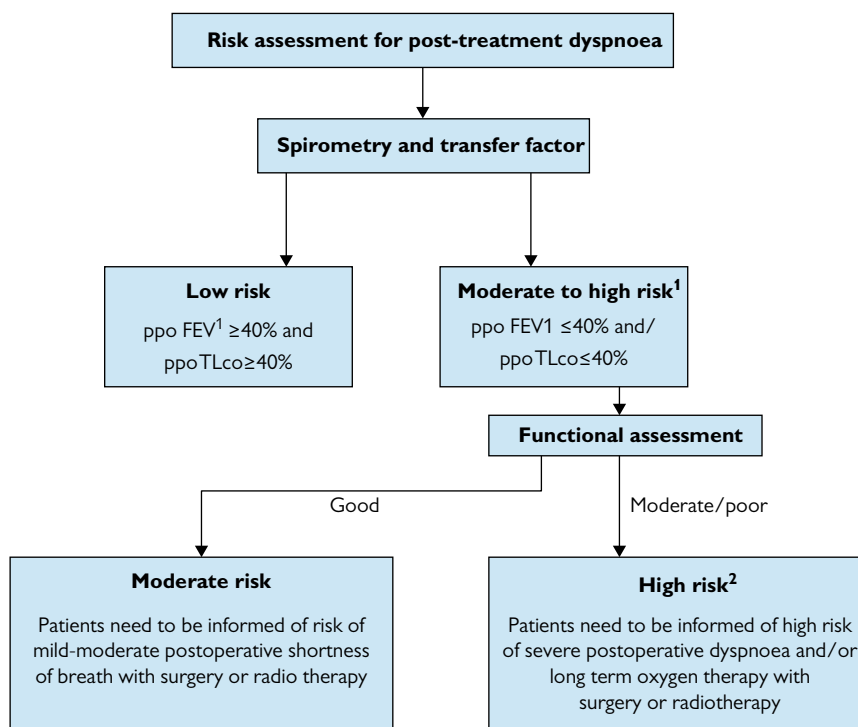 Risk assessment for post-treatment dyspnoea
Spirometry and transfer factor
Low risk
ppo FEV¹ ≥40% and
ppoTLco≥40%
Moderate to high risk¹
ppo FEV1 ≤40% and/
ppoTLco≤40%
Functional assessment
Good
Moderate/poor
Moderate risk
Patients need to be informed of risk of
mild-moderate postoperative shortness
of breath with surgery or radio therapy
High risk²
Patients need to be informed of high risk
of severe postoperative dyspnoea and/or
long term oxygen therapy with
surgery or radiotherapy